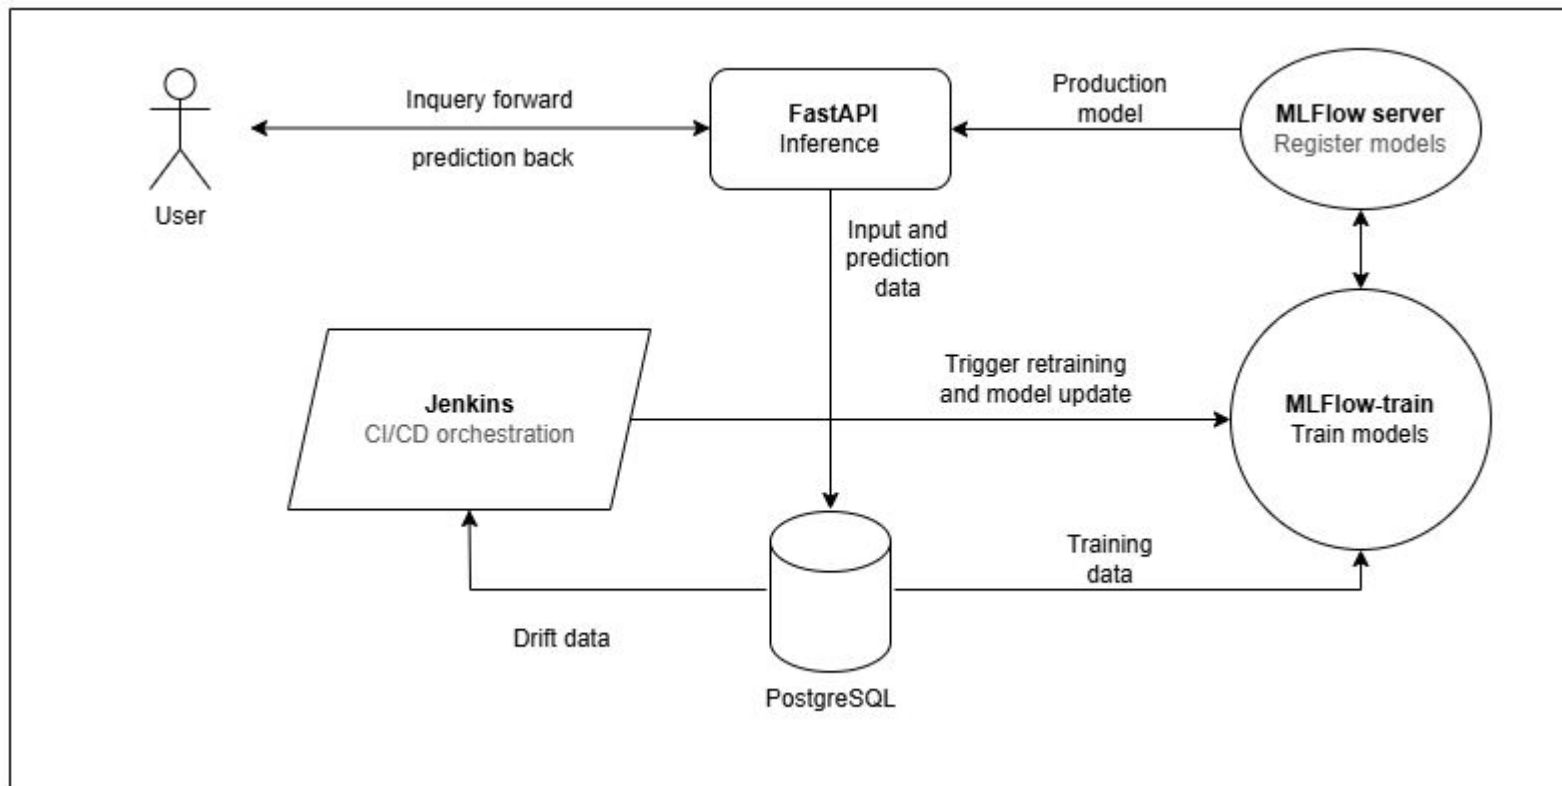 Inquery forward
prediction back
User
FastAPI
Inference
Production
model
MLFlow server
Register models
Input and
prediction
data
Jenkins
CI/CD orchestration
Trigger retraining
and model update
MLFlow-train
Train models
Drift data
PostgreSQL
Training
data